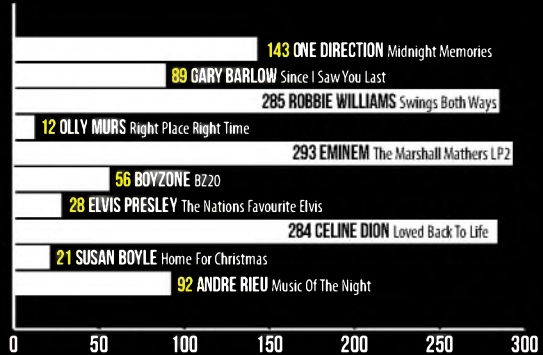 143 ONE DIRECTION Midnight Memories
89 GARY BARLOW Since I Saw You Last
285 ROBBIE WILLIAMS Swings Both Ways
12 OLLY MURS Right Place Right Time
293 EMINEM The Marshall Mathers LP2
56 BOYZONE BZ20
28 ELVIS PRESLEY The Nations Favourite Elvis
284 CELINE DION Loved Back To Life
21 SUSAN BOYLE Home For Christmas
92 ANDRE RIEU Music Of The Night
0 50 100 150 200 250 300